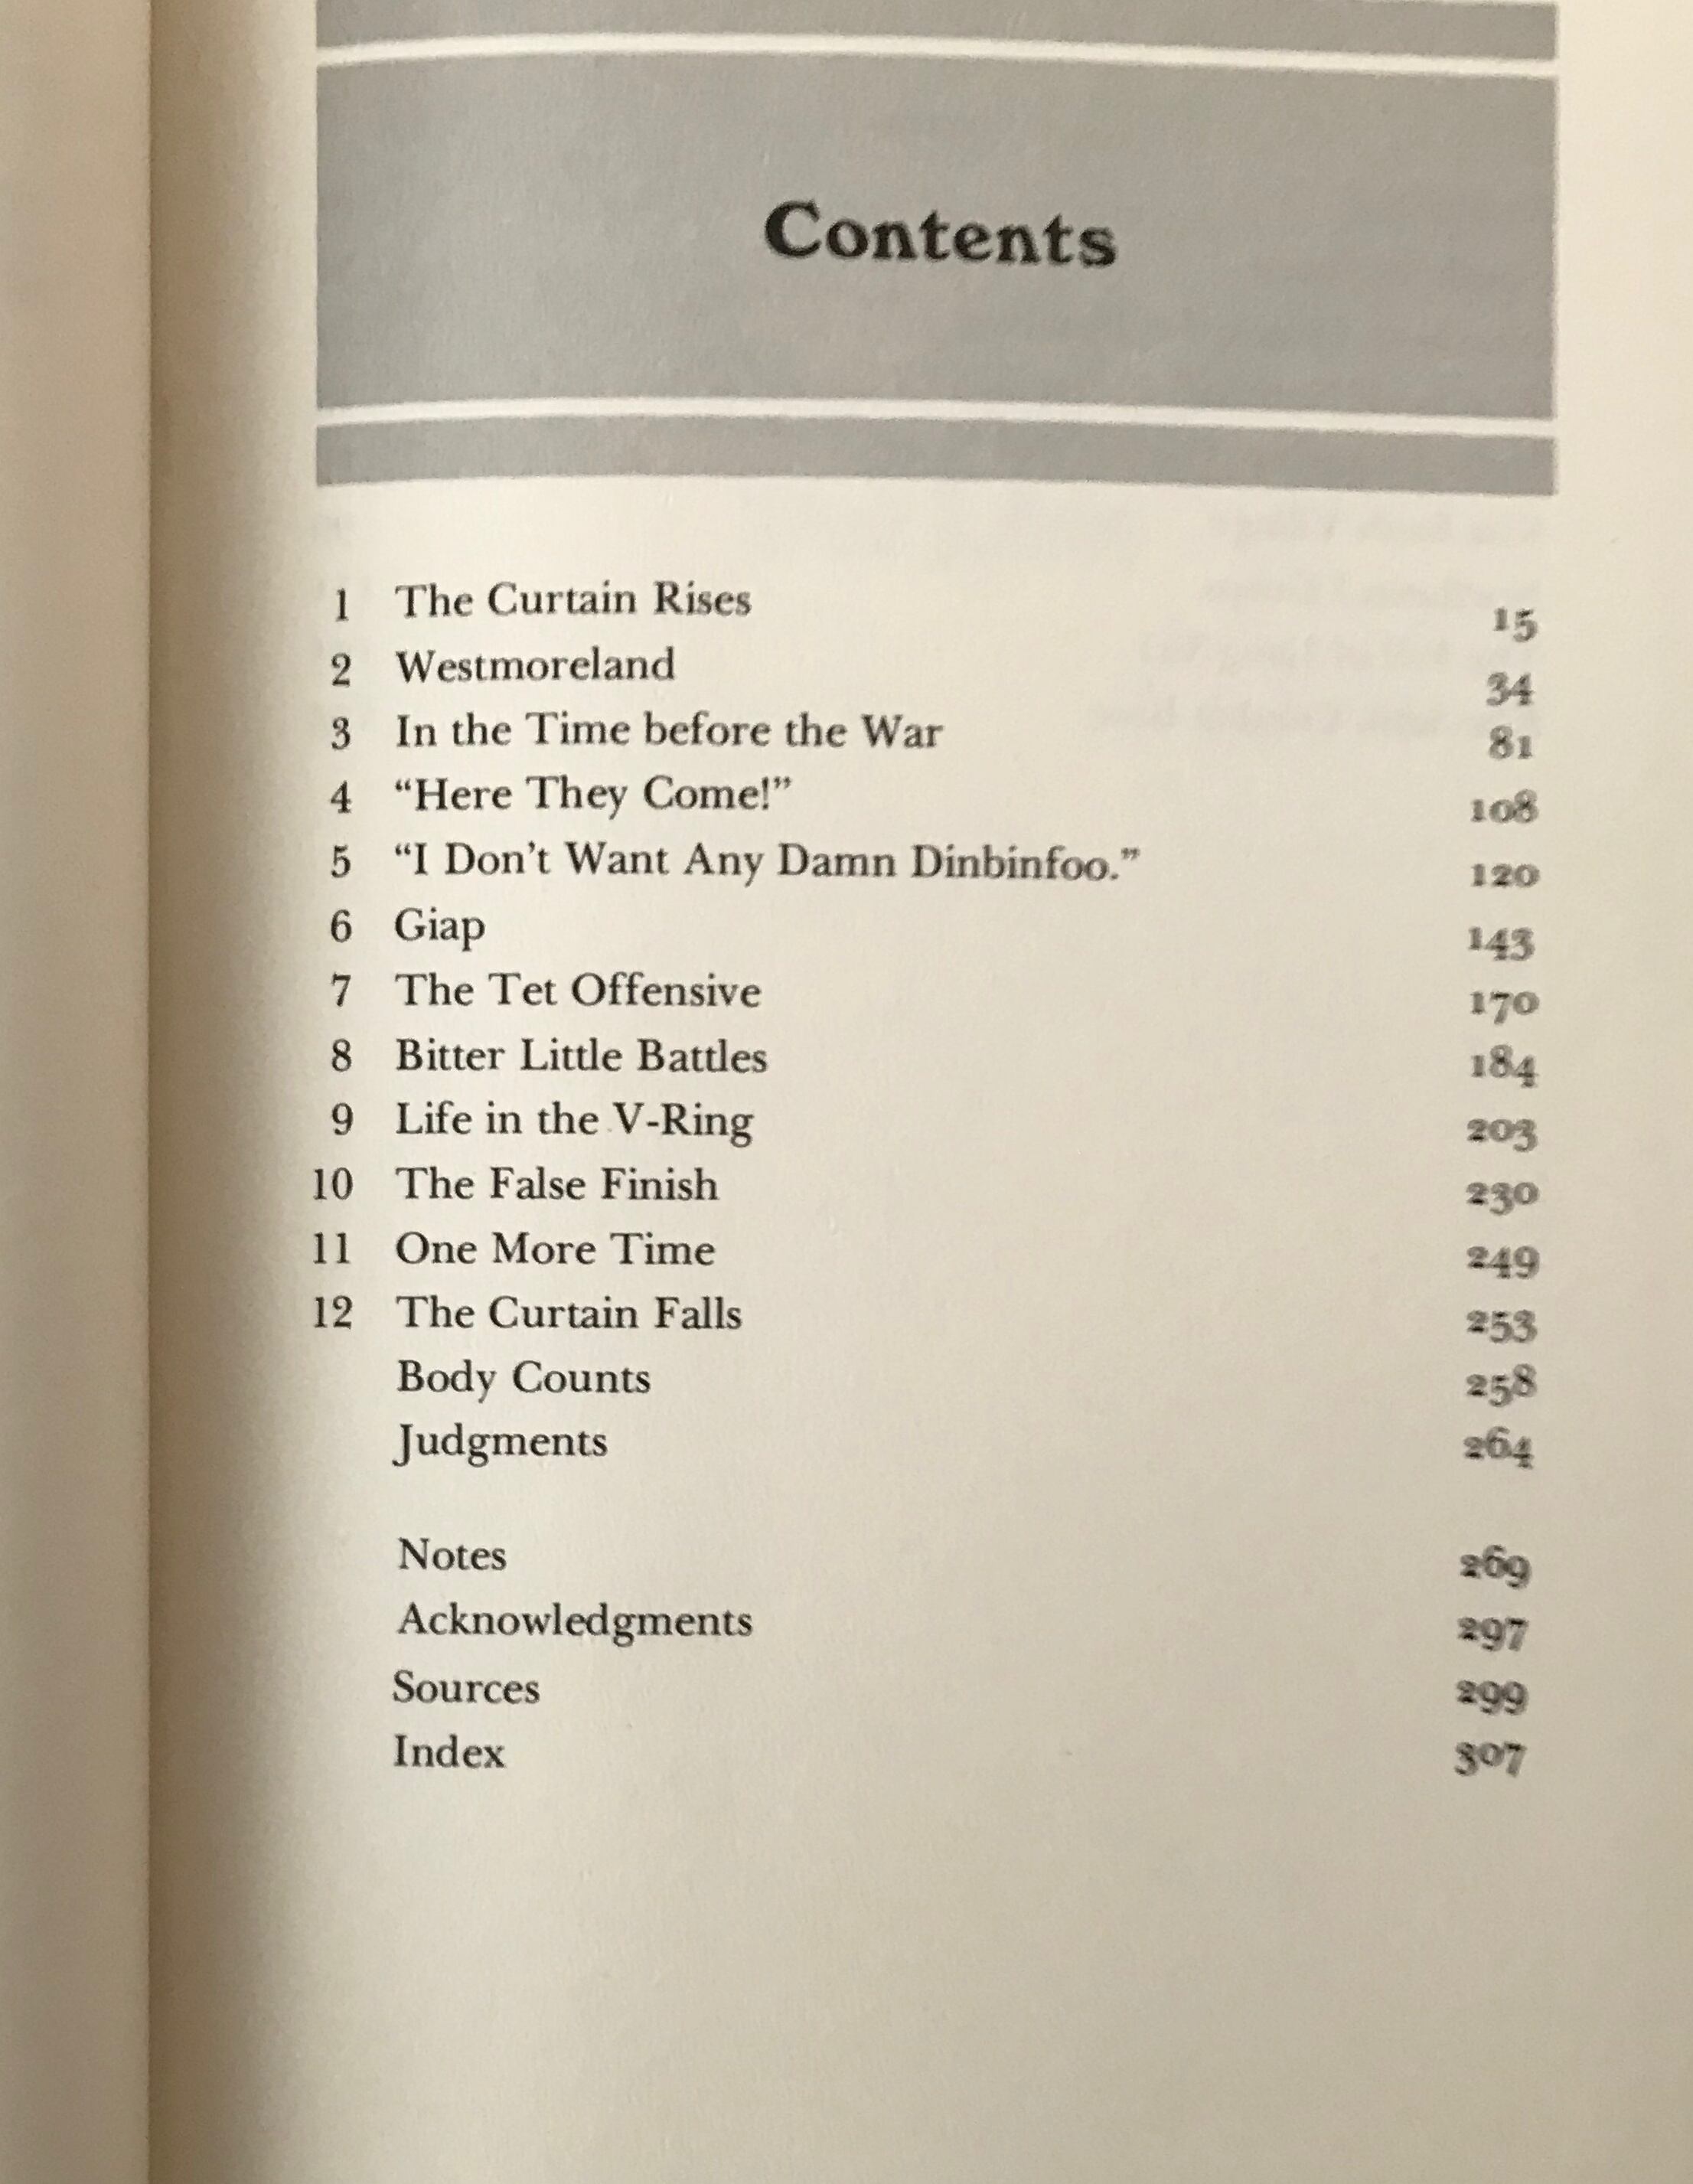 Contents
1 The Curtain Rises 15
2 Westmoreland 34
3 In the Time before the War 81
4 “Here They Come!” 108
5 “I Don’t Want Any Damn Dinbinfoo.” 120
6 Giap 143
7 The Tet Offensive 170
8 Bitter Little Battles 184
9 Life in the V-Ring 203
10 The False Finish 230
11 One More Time 249
12 The Curtain Falls 253
Body Counts 258
Judgments 264
Notes 269
Acknowledgments 297
Sources 299
Index 307